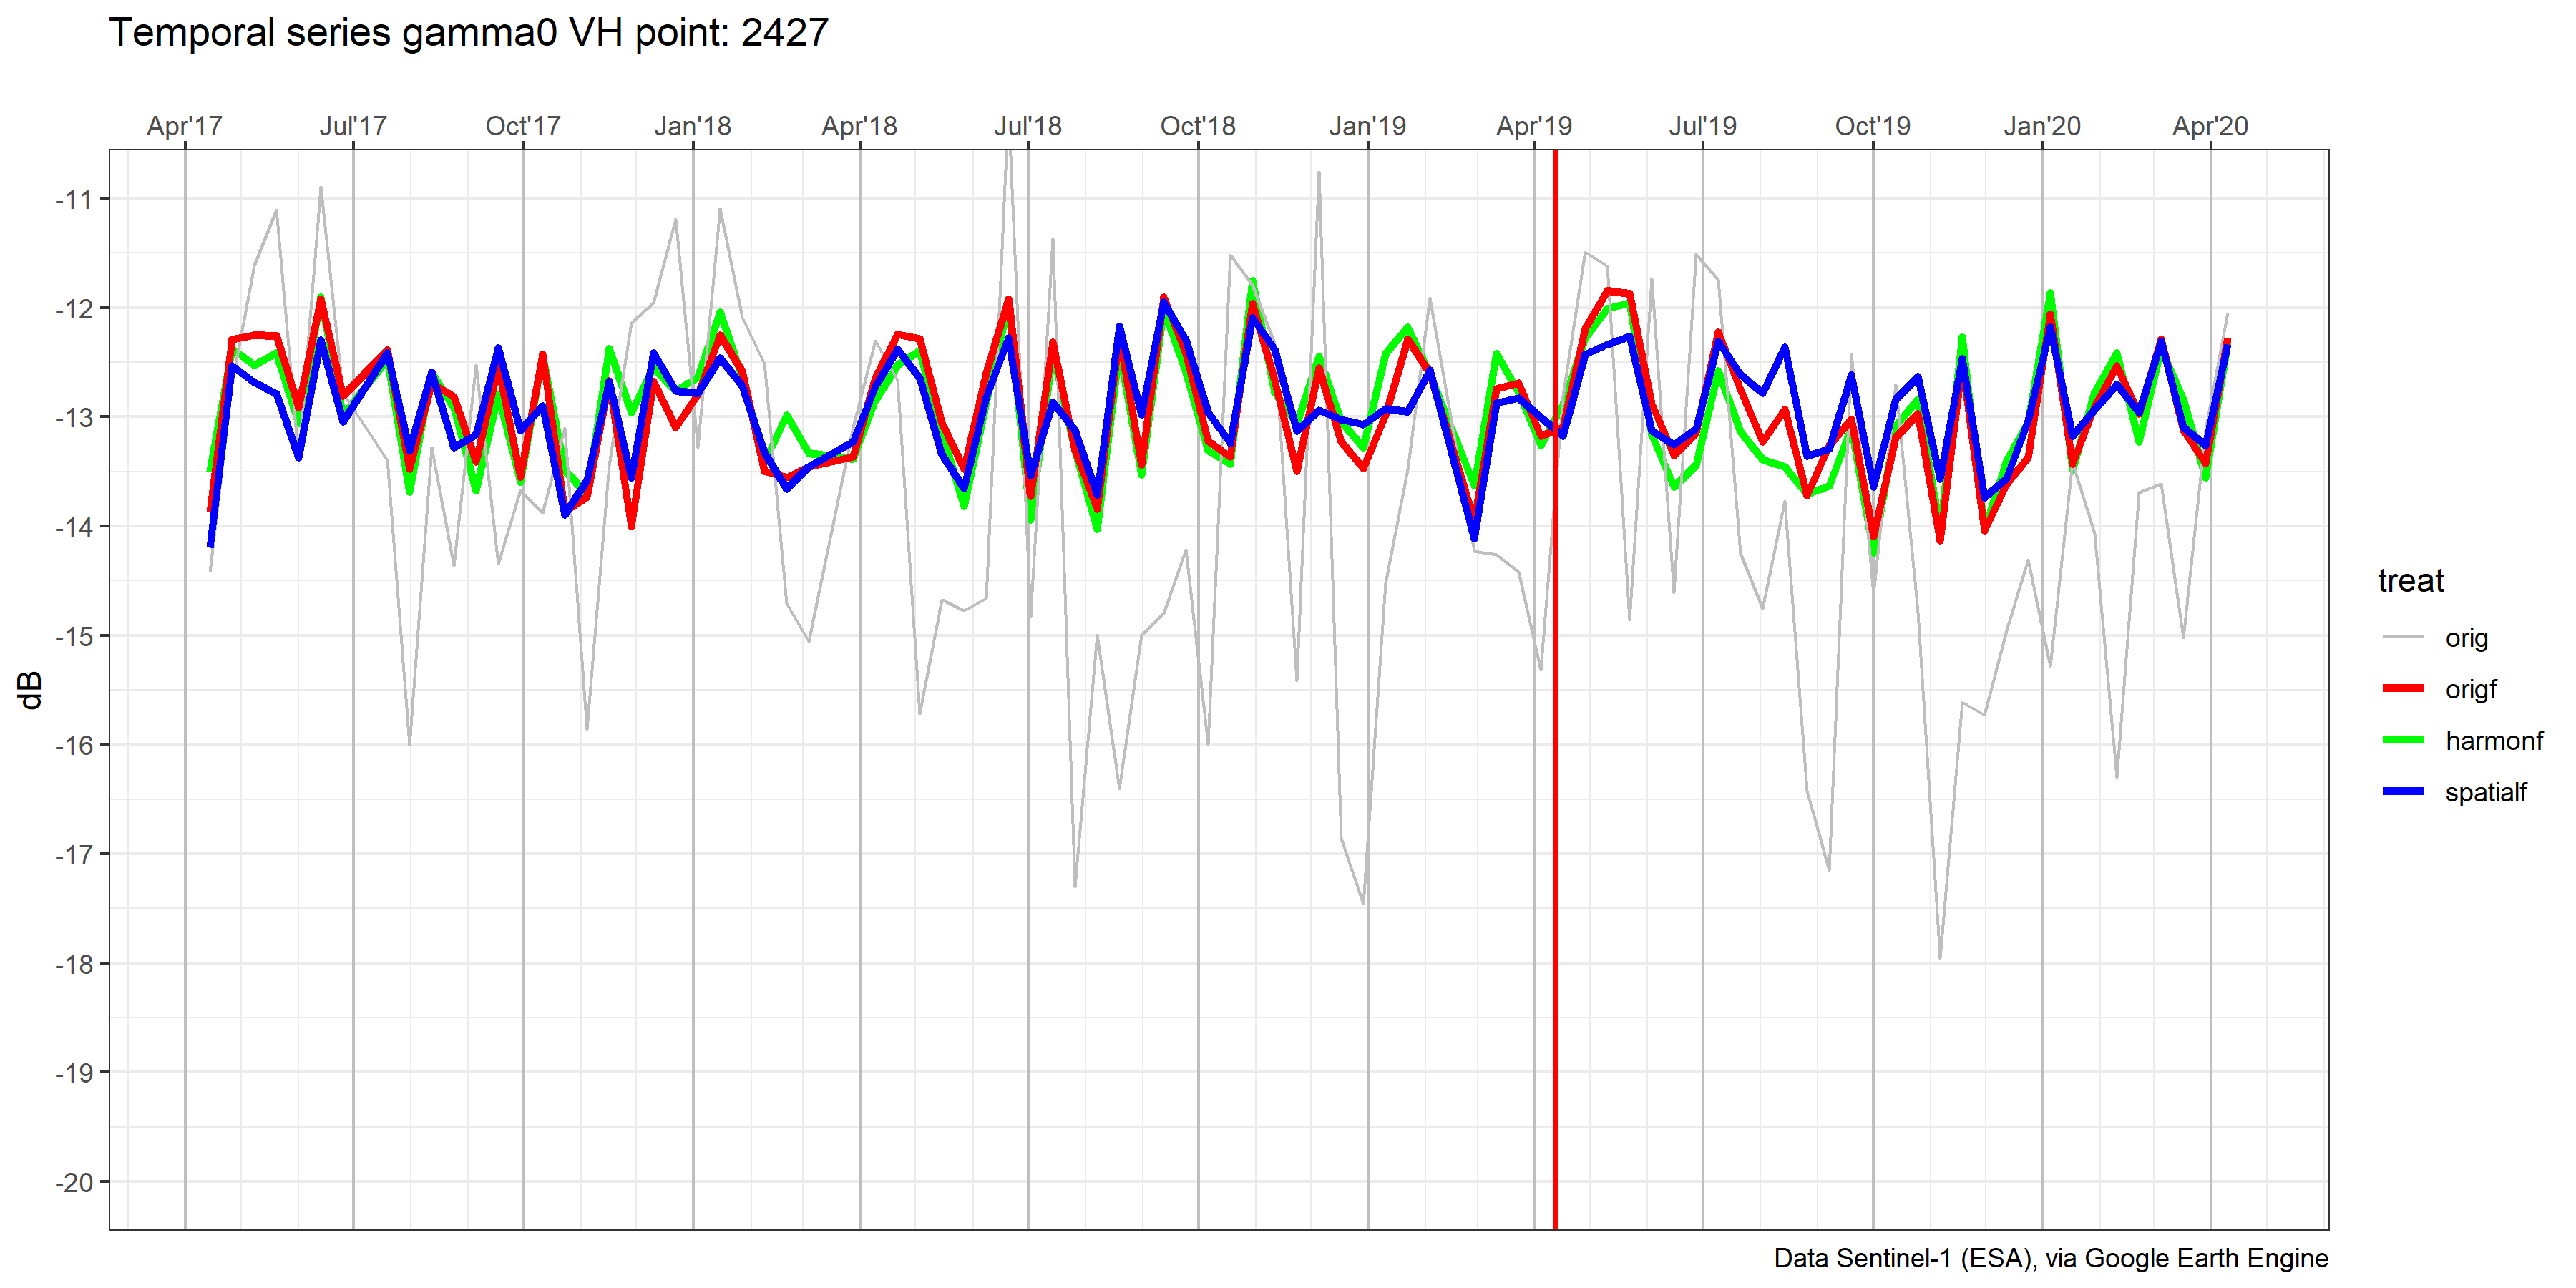 Temporal series gamma0 VH point: 2427
Apr'17 Jul'17 Oct'17 Jan'18 Apr'18 Jul'18 Oct'18 Jan'19 Apr'19 Jul'19 Oct'19 Jan'20 Apr'20
-11
-12
-13
-14
-15
-16
-17
-18
-19
-20
dB
treat
orig
origf
harmonf
spatialf
Data Sentinel-1 (ESA), via Google Earth Engine